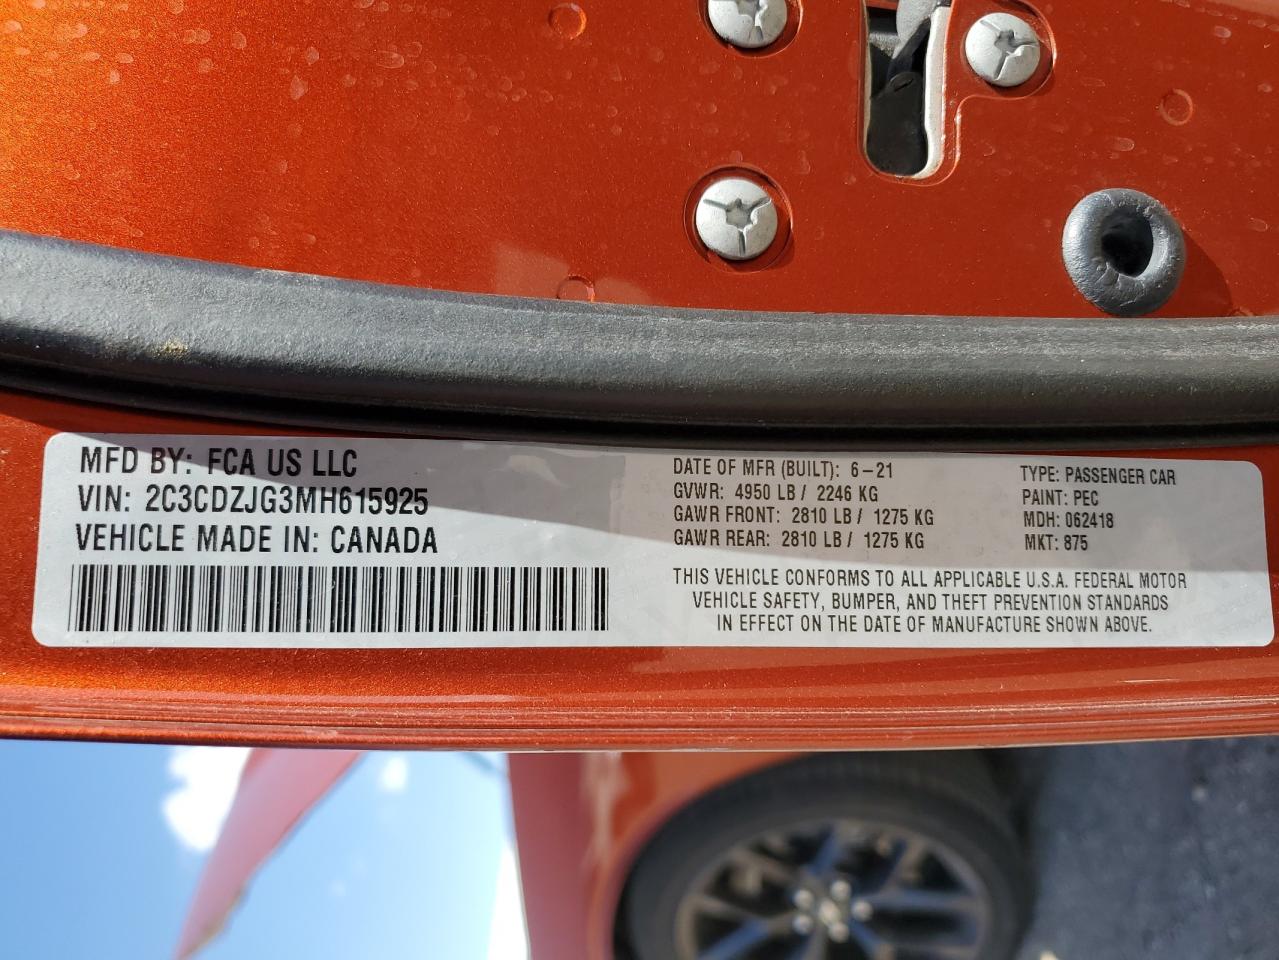 MFD BY: FCA US LLC
VIN: 2C3CDZJG3MH615925
VEHICLE MADE IN: CANADA
DATE OF MFR (BUILT): 6-21
GVWR: 4950 LB / 2246 KG
GAWR FRONT: 2810 LB / 1275 KG
GAWR REAR: 2810 LB / 1275 KG
TYPE: PASSENGER CAR
PAINT: PEC
MDH: 062418
MKT: 875
THIS VEHICLE CONFORMS TO ALL APPLICABLE U.S.A. FEDERAL MOTOR
VEHICLE SAFETY, BUMPER, AND THEFT PREVENTION STANDARDS
IN EFFECT ON THE DATE OF MANUFACTURE SHOWN ABOVE.